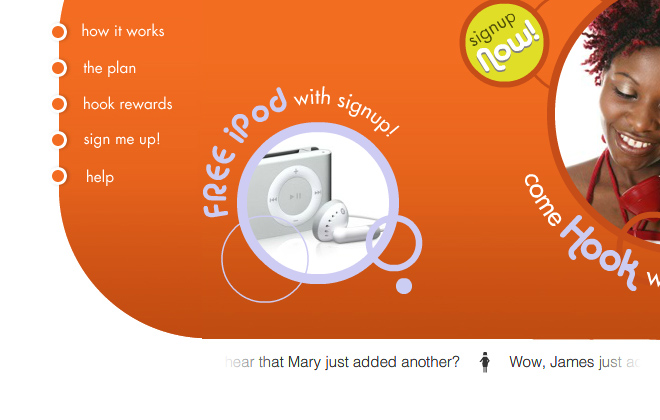 how it works
the plan
hook rewards
sign me up!
help
signup
Now!
FREE iPod with signup!
come Hook
hear that Mary just added another?
Wow, James just